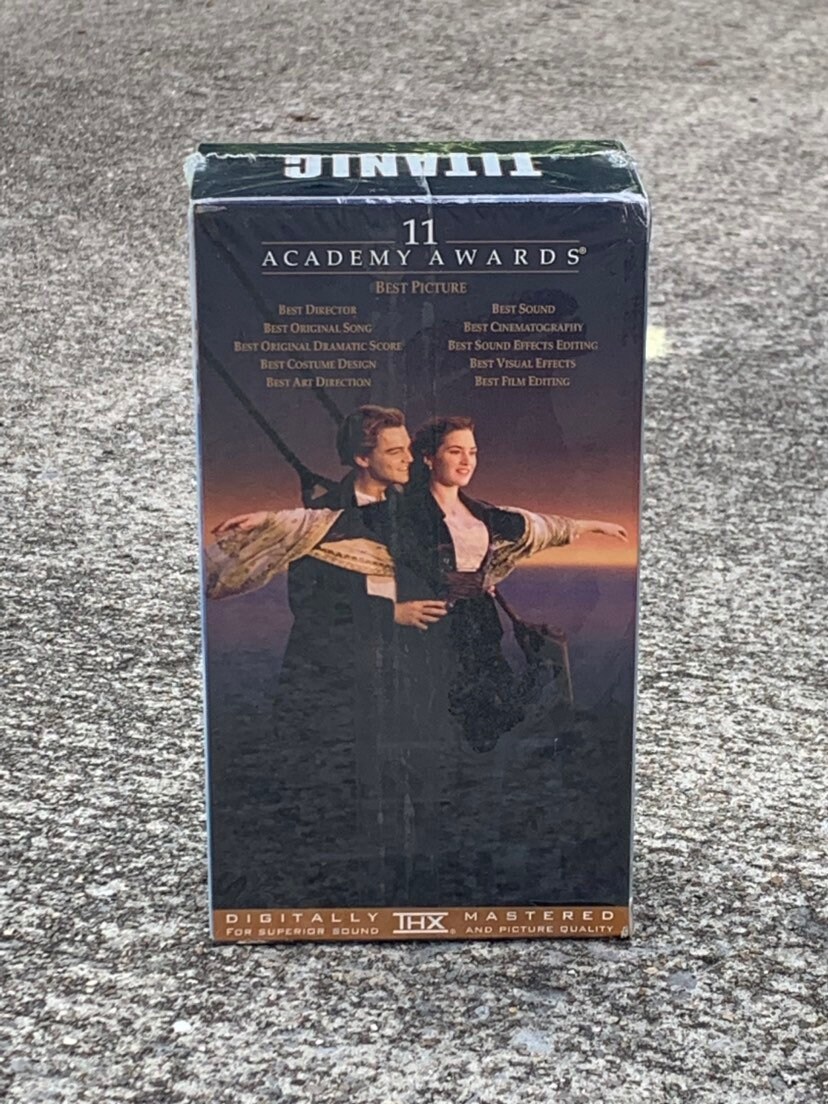 TITANIC
11
ACADEMY AWARDS®
BEST PICTURE
BEST DIRECTOR
BEST ORIGINAL SONG
BEST ORIGINAL DRAMATIC SCORE
BEST COSTUME DESIGN
BEST ART DIRECTION
BEST SOUND
BEST CINEMATOGRAPHY
BEST SOUND EFFECTS EDITING
BEST VISUAL EFFECTS
BEST FILM EDITING
DIGITALLY THX® MASTERED
FOR SUPERIOR SOUND AND PICTURE QUALITY